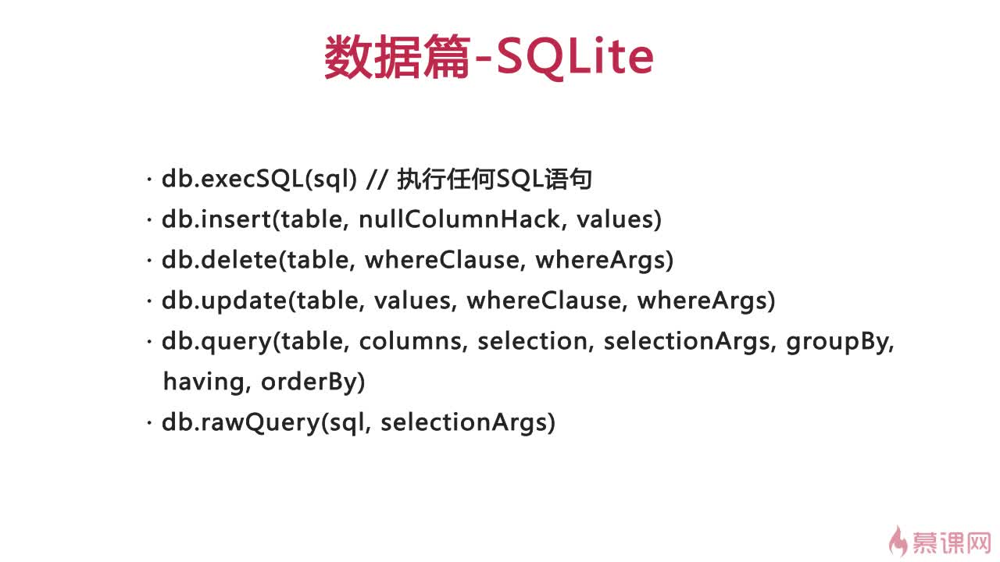 数据篇-SQLite
· db.execSQL(sql) // 执行任何SQL语句
· db.insert(table, nullColumnHack, values)
· db.delete(table, whereClause, whereArgs)
· db.update(table, values, whereClause, whereArgs)
· db.query(table, columns, selection, selectionArgs, groupBy,
having, orderBy)
· db.rawQuery(sql, selectionArgs)
慕课网